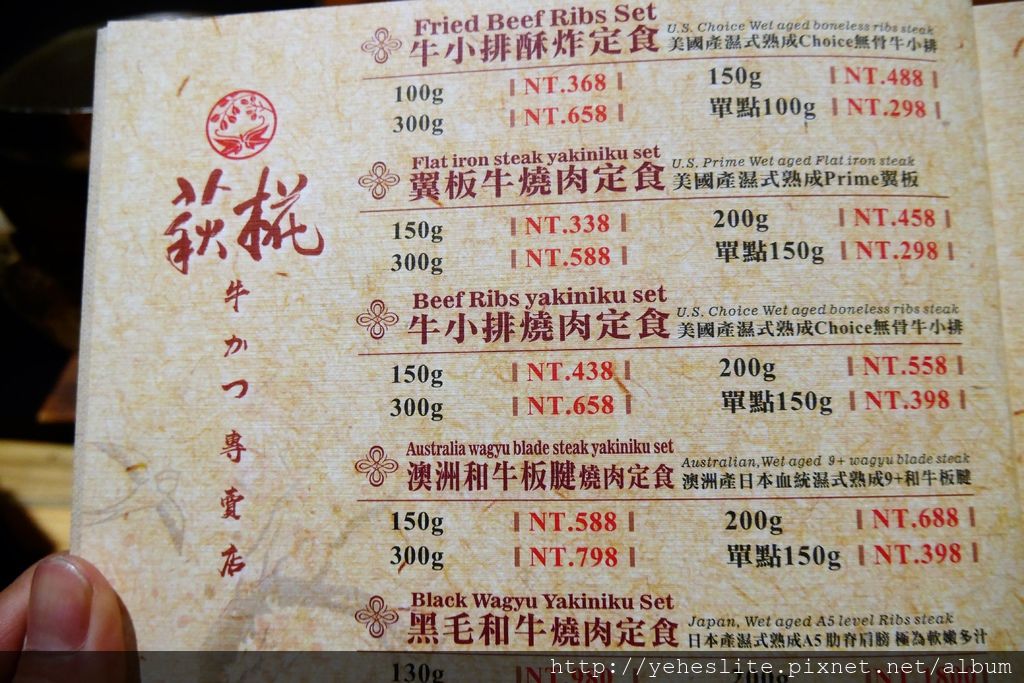 萩椛
牛かつ專賣店
Fried Beef Ribs Set
牛小排酥炸定食
U.S. Choice Wet aged boneless ribs steak
美國產濕式熟成Choice無骨牛小排
100g NT.368 150g NT.488
300g NT.658 單點100g NT.298
Flat iron steak yakiniku set
翼板牛燒肉定食
U.S. Prime Wet aged Flat iron steak
美國產濕式熟成Prime翼板
150g NT.338 200g NT.458
300g NT.588 單點150g NT.298
Beef Ribs yakiniku set
牛小排燒肉定食
U.S. Choice Wet aged boneless ribs steak
美國產濕式熟成Choice無骨牛小排
150g NT.438 200g NT.558
300g NT.658 單點150g NT.398
Australia wagyu blade steak yakiniku set
澳洲和牛板腱燒肉定食
Australian,Wet aged 9+ wagyu blade steak
澳洲產日本血統濕式熟成9+和牛板腱
150g NT.588 200g NT.688
300g NT.798 單點150g NT.398
Black Wagyu Yakiniku Set
黑毛和牛燒肉定食
Japan, Wet aged A5 level Ribs steak
日本產濕式熟成A5 肋脊肩膀 極為軟嫩多汁
130g NT.980 200g
http://yeheslite.pixnet.net/album